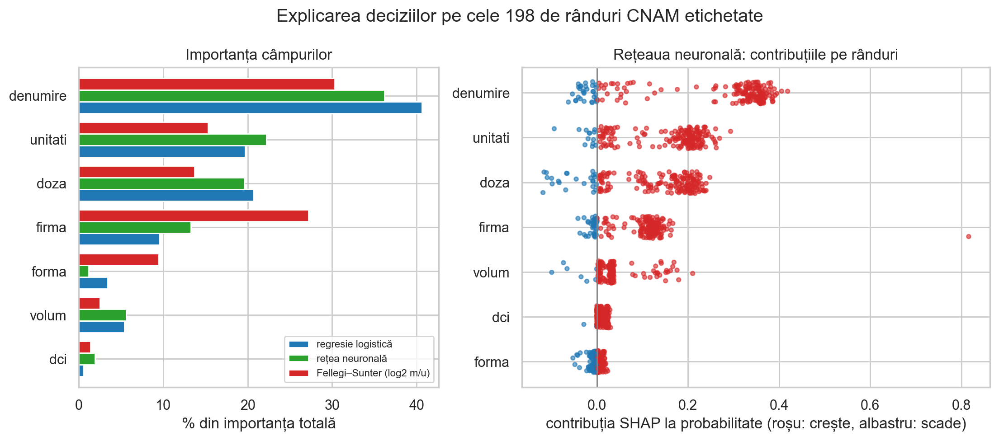 Explicarea deciziilor pe cele 198 de rânduri CNAM etichetate
Importanța câmpurilor
denumire
unitati
doza
firma
forma
volum
dci
regresie logistică
rețea neuronală
Fellegi–Sunter (log2 m/u)
0 10 20 30 40
% din importanța totală
Rețeaua neuronală: contribuțiile pe rânduri
denumire
unitati
doza
firma
volum
dci
forma
0.0 0.2 0.4 0.6 0.8
contribuția SHAP la probabilitate (roșu: crește, albastru: scade)